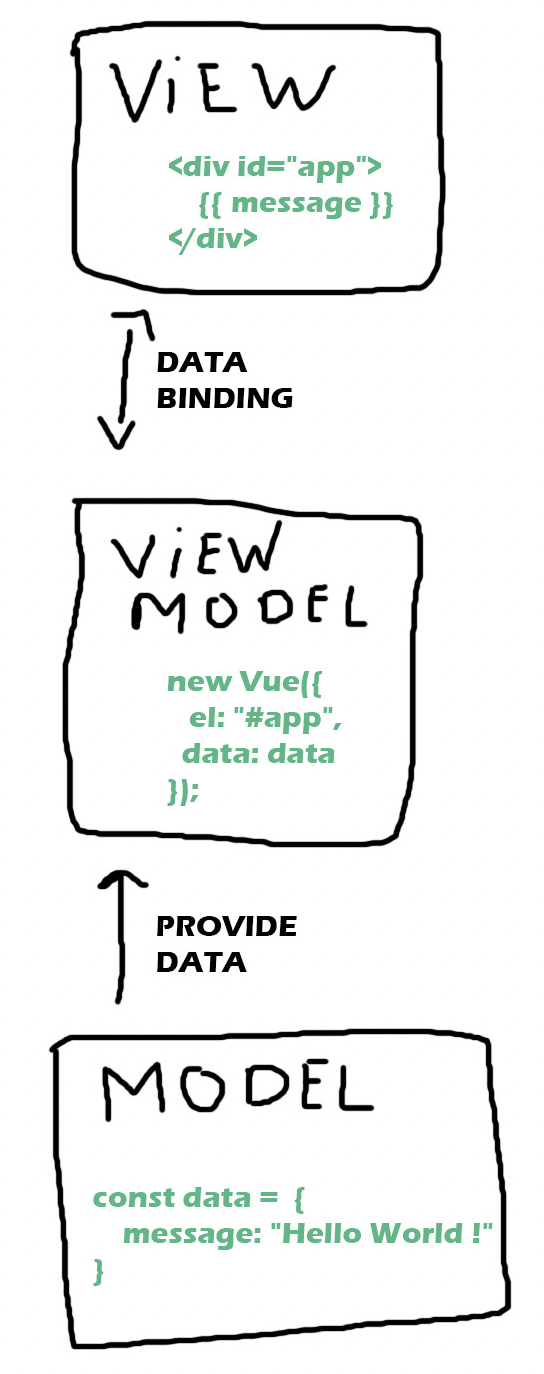 ViEW
<div id="app">
{{ message }}
</div>
DATA
BINDING
ViEW
MODEL
new Vue({
el: "#app",
data: data
});
PROVIDE
DATA
MODEL
const data = {
message: "Hello World !"
}